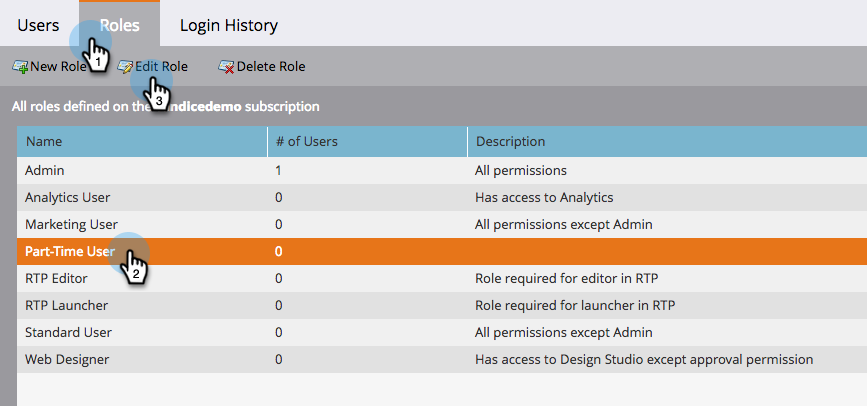 Users Roles Login History
1
New Role Edit Role Delete Role
3
All roles defined on the ndlcedemo subscription
Name # of Users Description
Admin 1 All permissions
Analytics User 0 Has access to Analytics
Marketing User 0 All permissions except Admin
Part-Time User 0
2
RTP Editor 0 Role required for editor in RTP
RTP Launcher 0 Role required for launcher in RTP
Standard User 0 All permissions except Admin
Web Designer 0 Has access to Design Studio except approval permission